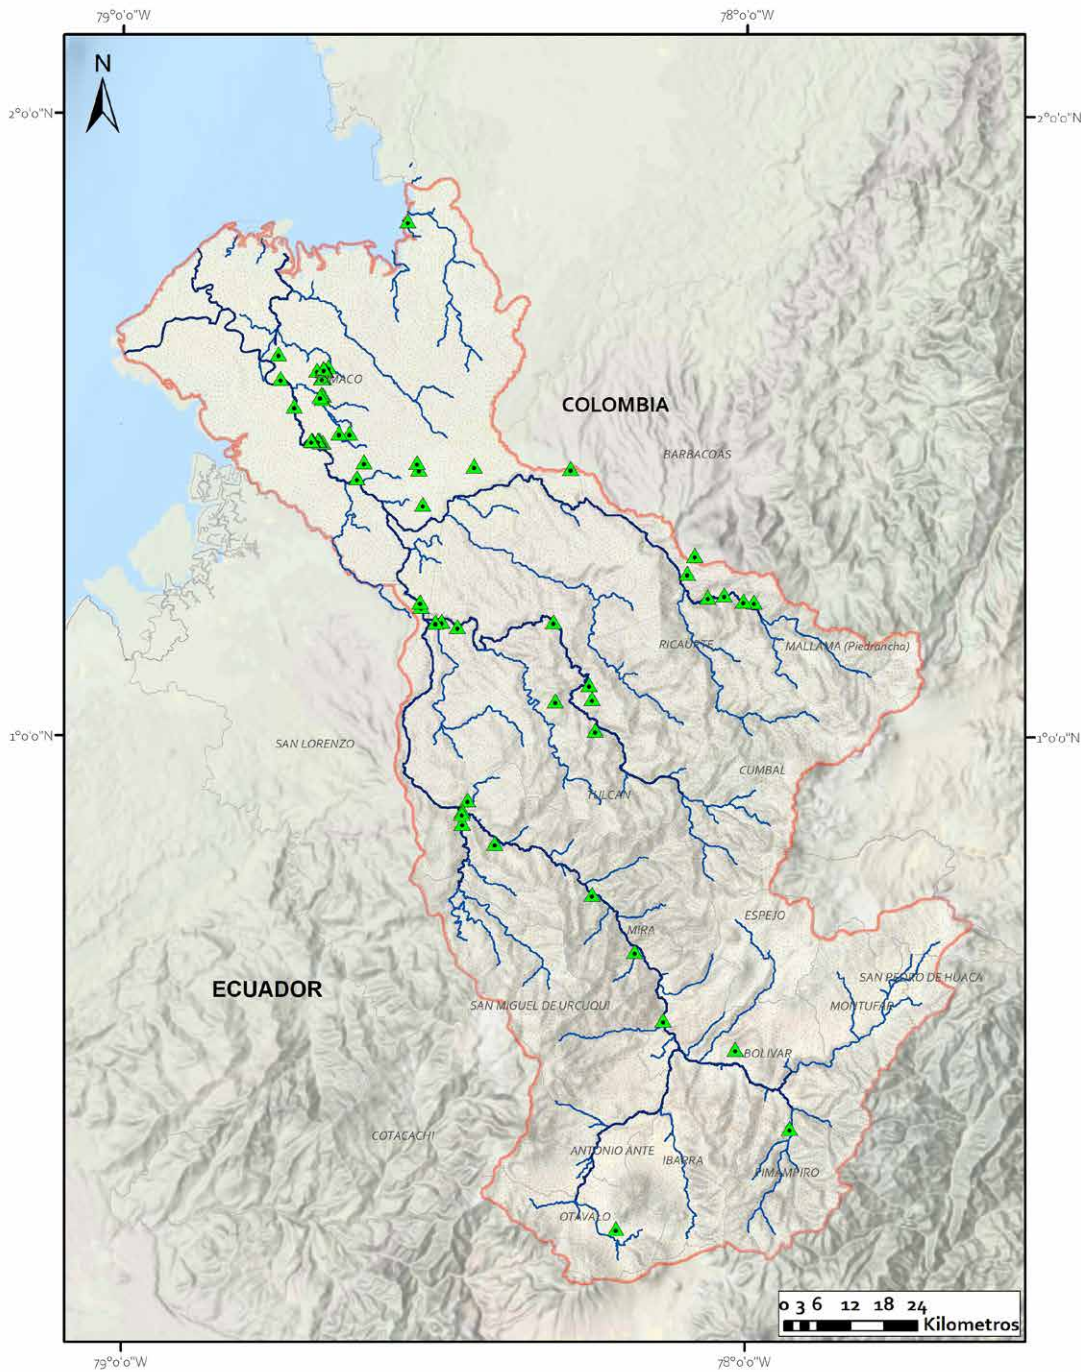 79°0'0"W
78°0'0"W
N
2°0'0"N
2°0'0"N
MACO
COLOMBIA
BARBACOAS
RICAURTE
MALLAMA (Piedrancha)
1°0'0"N
1°0'0"N
SAN LORENZO
CUMBAL
TULCAN
ESPEJO
MIRA
SAN PEDRO DE HUACA
ECUADOR
SAN MIGUEL DE URCUQUI
MONTUFAR
BOLIVAR
COTACACHI
ANTONIO ANTE
IBARRA
PIMAMPIRO
OTAVALO
0 3 6 12 18 24
Kilometros
79°0'0"W
78°0'0"W